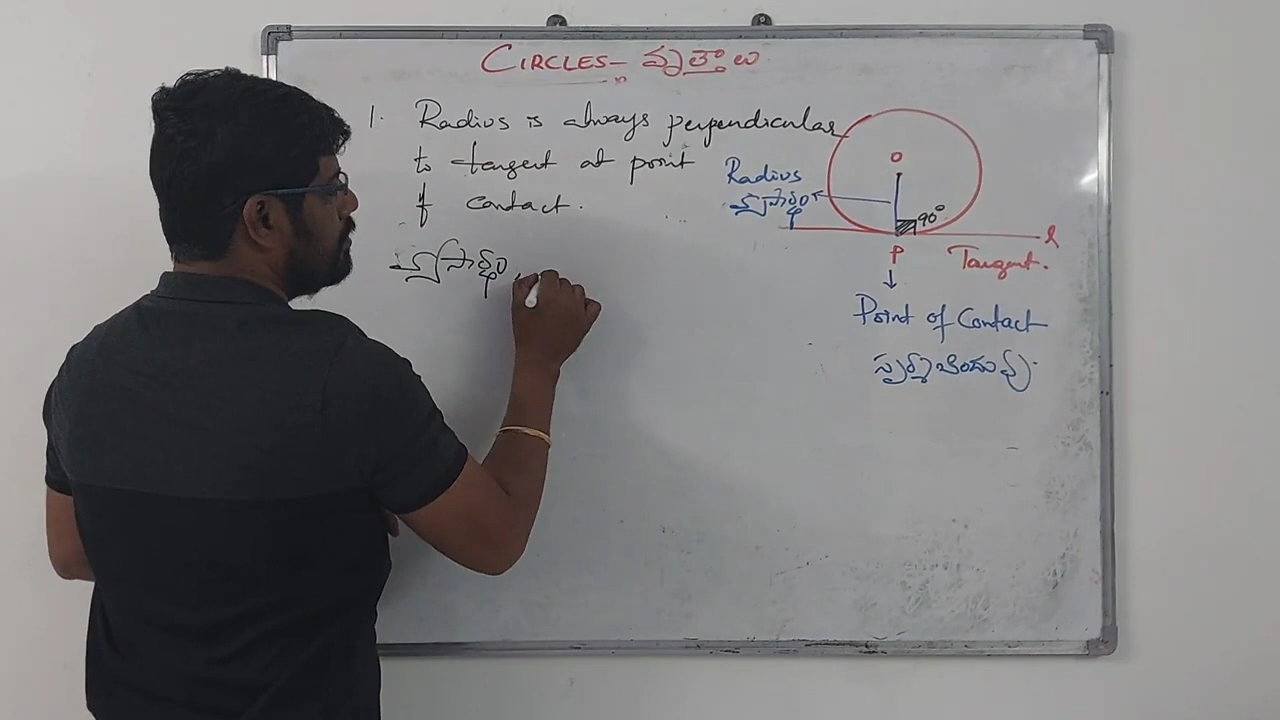 CIRCLES - వృత్తాలు
1. Radius is always perpendicular
to tangent at point
of contact.
వ్యాసార్థం
O
Radius
వ్యాసార్థం
90°
P
Tangent.
l
Point of Contact
స్పర్శబిందువు.